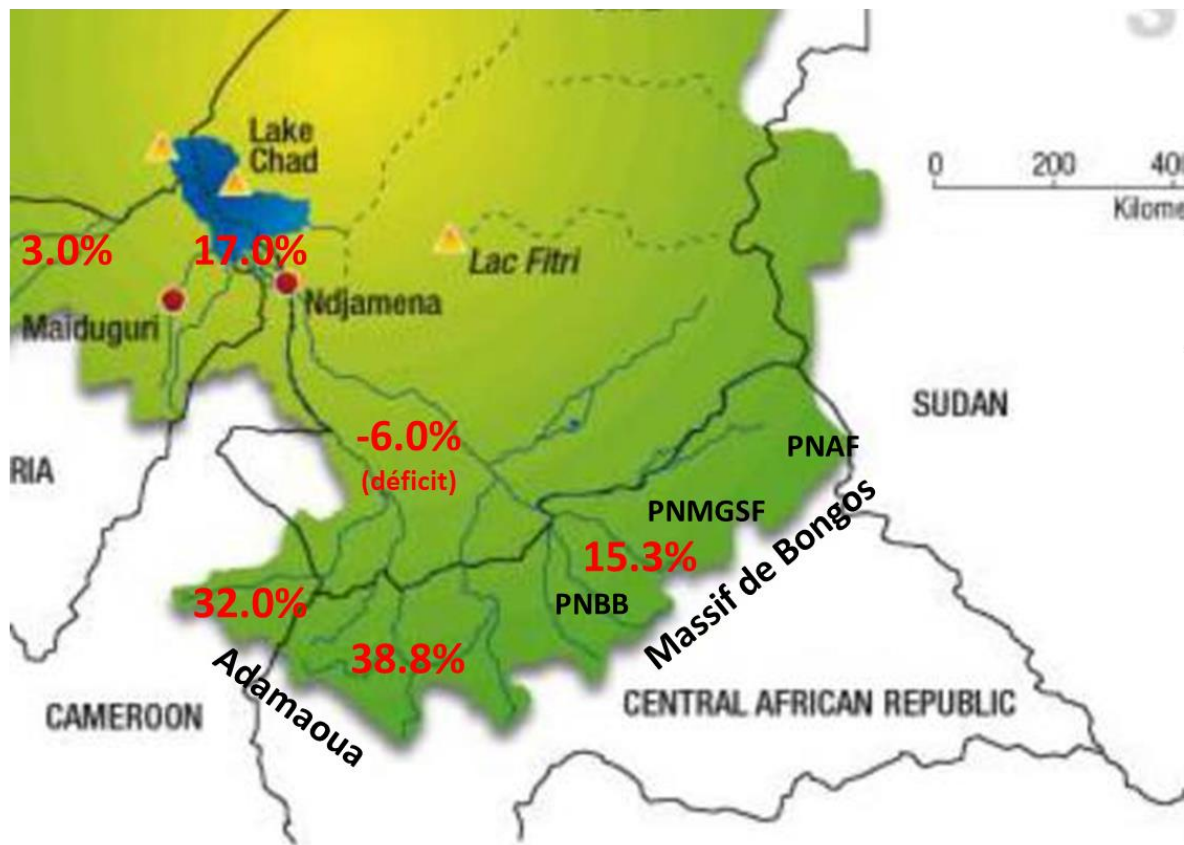 S
Lake
Chad
0 200 400
Kilome
3.0%
17.0%
Lac Fitri
Ndjamena
Maiduguri
SUDAN
-6.0%
(déficit)
PNAF
RIA
PNMGSF
15.3%
Massif de Bongos
32.0%
PNBB
38.8%
Adamaoua
CAMEROON
CENTRAL AFRICAN REPUBLIC